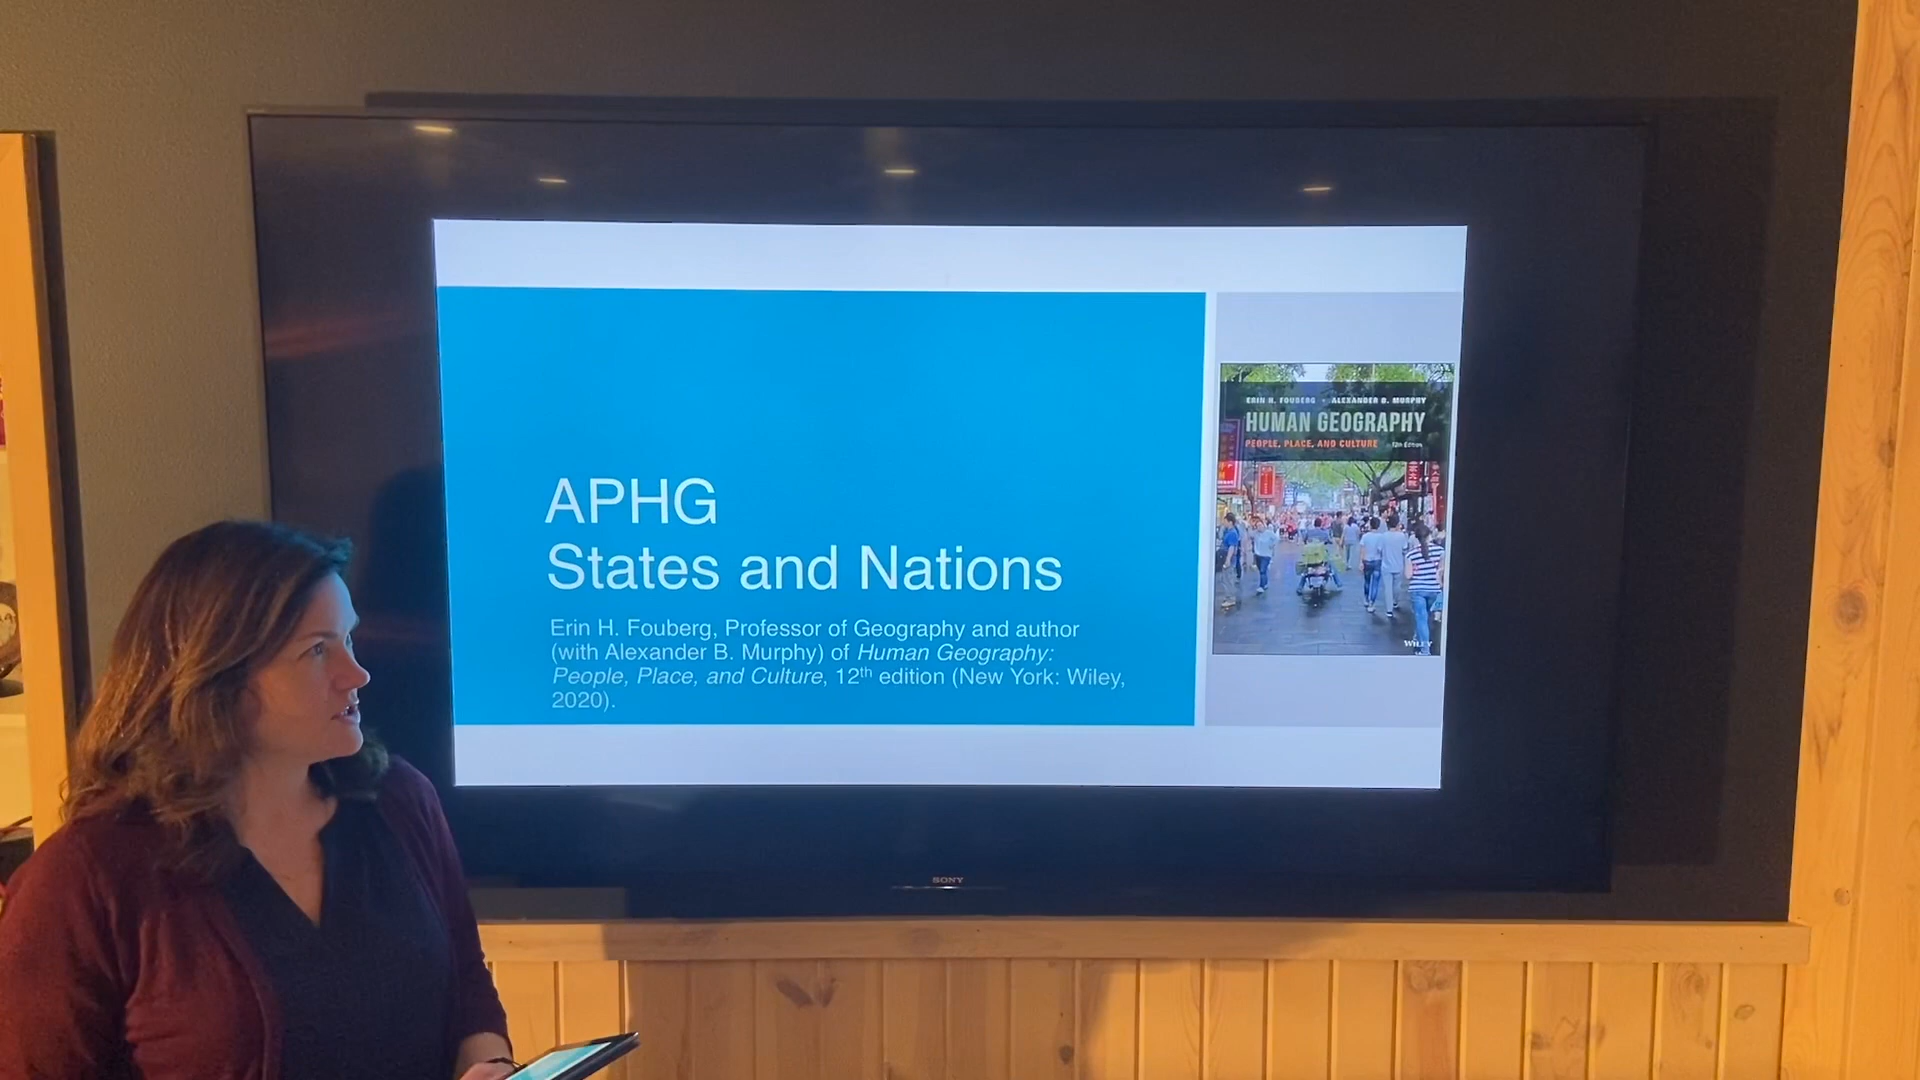 APHG
States and Nations
Erin H. Fouberg, Professor of Geography and author
(with Alexander B. Murphy) of Human Geography:
People, Place, and Culture, 12th edition (New York: Wiley,
2020).
ERIN H. FOUBERG • ALEXANDER B. MURPHY
HUMAN GEOGRAPHY
PEOPLE, PLACE, AND CULTURE 12th Edition
WILEY
SONY